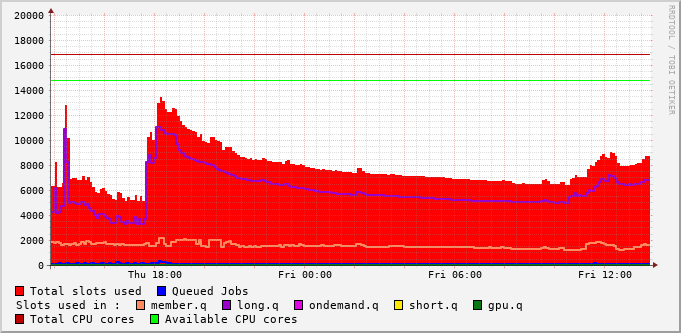 20000
18000
16000
14000
12000
10000
8000
6000
4000
2000
0
Thu 18:00 Fri 00:00 Fri 06:00 Fri 12:00
RRDTOOL / TOBI OETIKER
Total slots used Queued Jobs
Slots used in : member.q long.q ondemand.q short.q gpu.q
Total CPU cores Available CPU cores